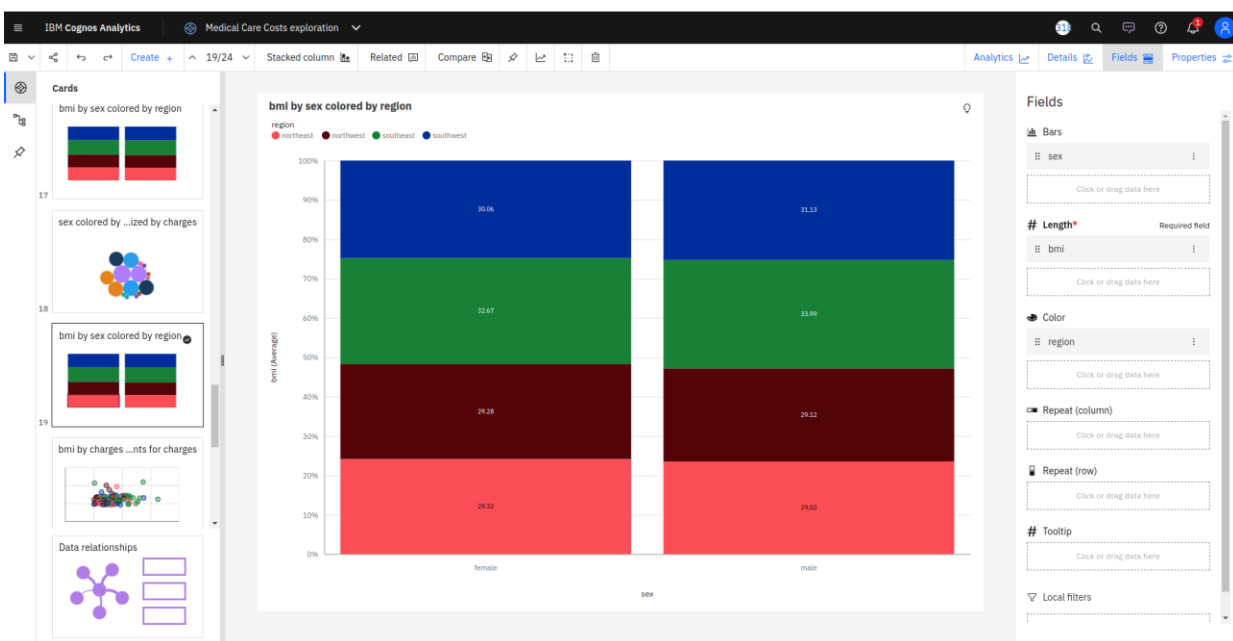 IBM Cognos Analytics
Medical Care Costs exploration
1
Create +
19/24
Stacked column
Related
Compare
Analytics
Details
Fields
Properties
Cards
bmi by sex colored by region
17
sex colored by ...ized by charges
18
bmi by sex colored by region
19
bmi by charges ...nts for charges
Data relationships
bmi by sex colored by region
region
northeast northwest southeast southwest
bmi (Average)
100%
90%
80%
70%
60%
50%
40%
30%
20%
10%
0%
30.06
31.13
32.67
33.99
29.28
29.12
29.32
29.02
female
male
sex
Fields
Bars
sex
Click or drag data here
# Length* Required field
bmi
Click or drag data here
Color
region
Click or drag data here
Repeat (column)
Click or drag data here
Repeat (row)
Click or drag data here
# Tooltip
Click or drag data here
Local filters